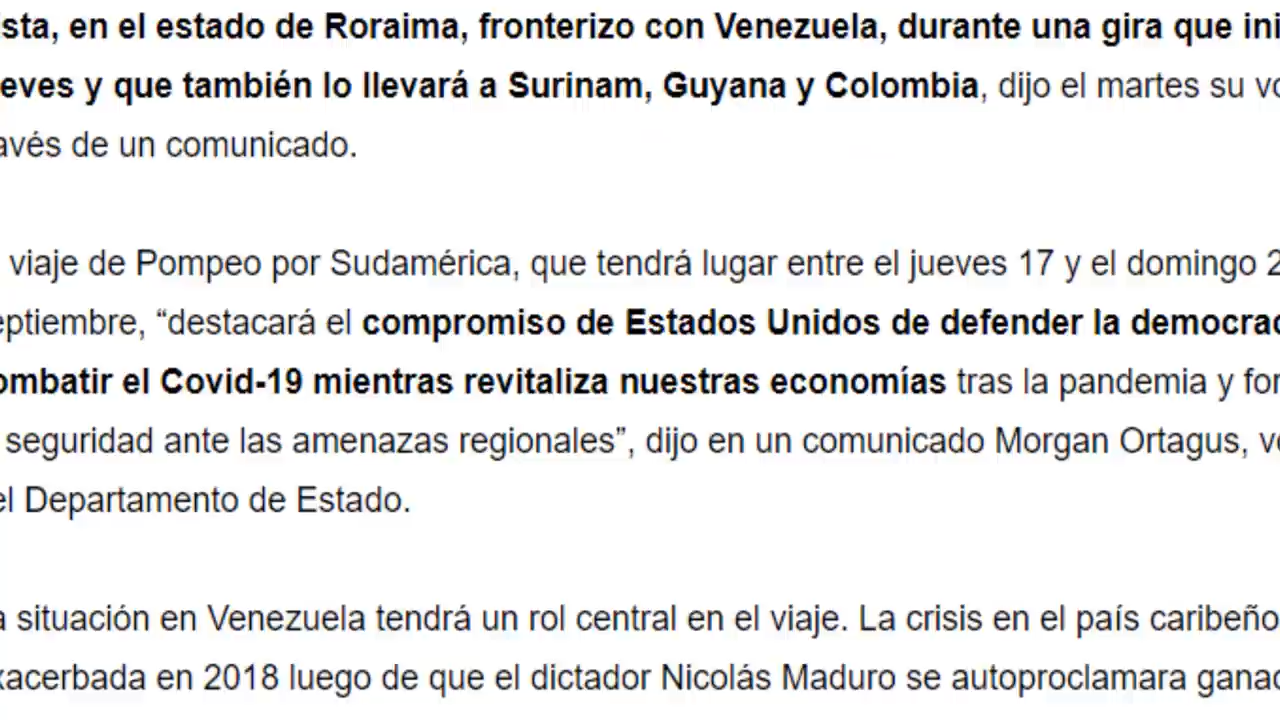 sta, en el estado de Roraima, fronterizo con Venezuela, durante una gira que ini
eves y que también lo llevará a Surinam, Guyana y Colombia, dijo el martes su vo
avés de un comunicado.
viaje de Pompeo por Sudamérica, que tendrá lugar entre el jueves 17 y el domingo 2
eptiembre, “destacará el compromiso de Estados Unidos de defender la democrac
ombatir el Covid-19 mientras revitaliza nuestras economías tras la pandemia y for
seguridad ante las amenazas regionales”, dijo en un comunicado Morgan Ortagus, vo
el Departamento de Estado.
a situación en Venezuela tendrá un rol central en el viaje. La crisis en el país caribeño
xacerbada en 2018 luego de que el dictador Nicolás Maduro se autoproclamara ganad